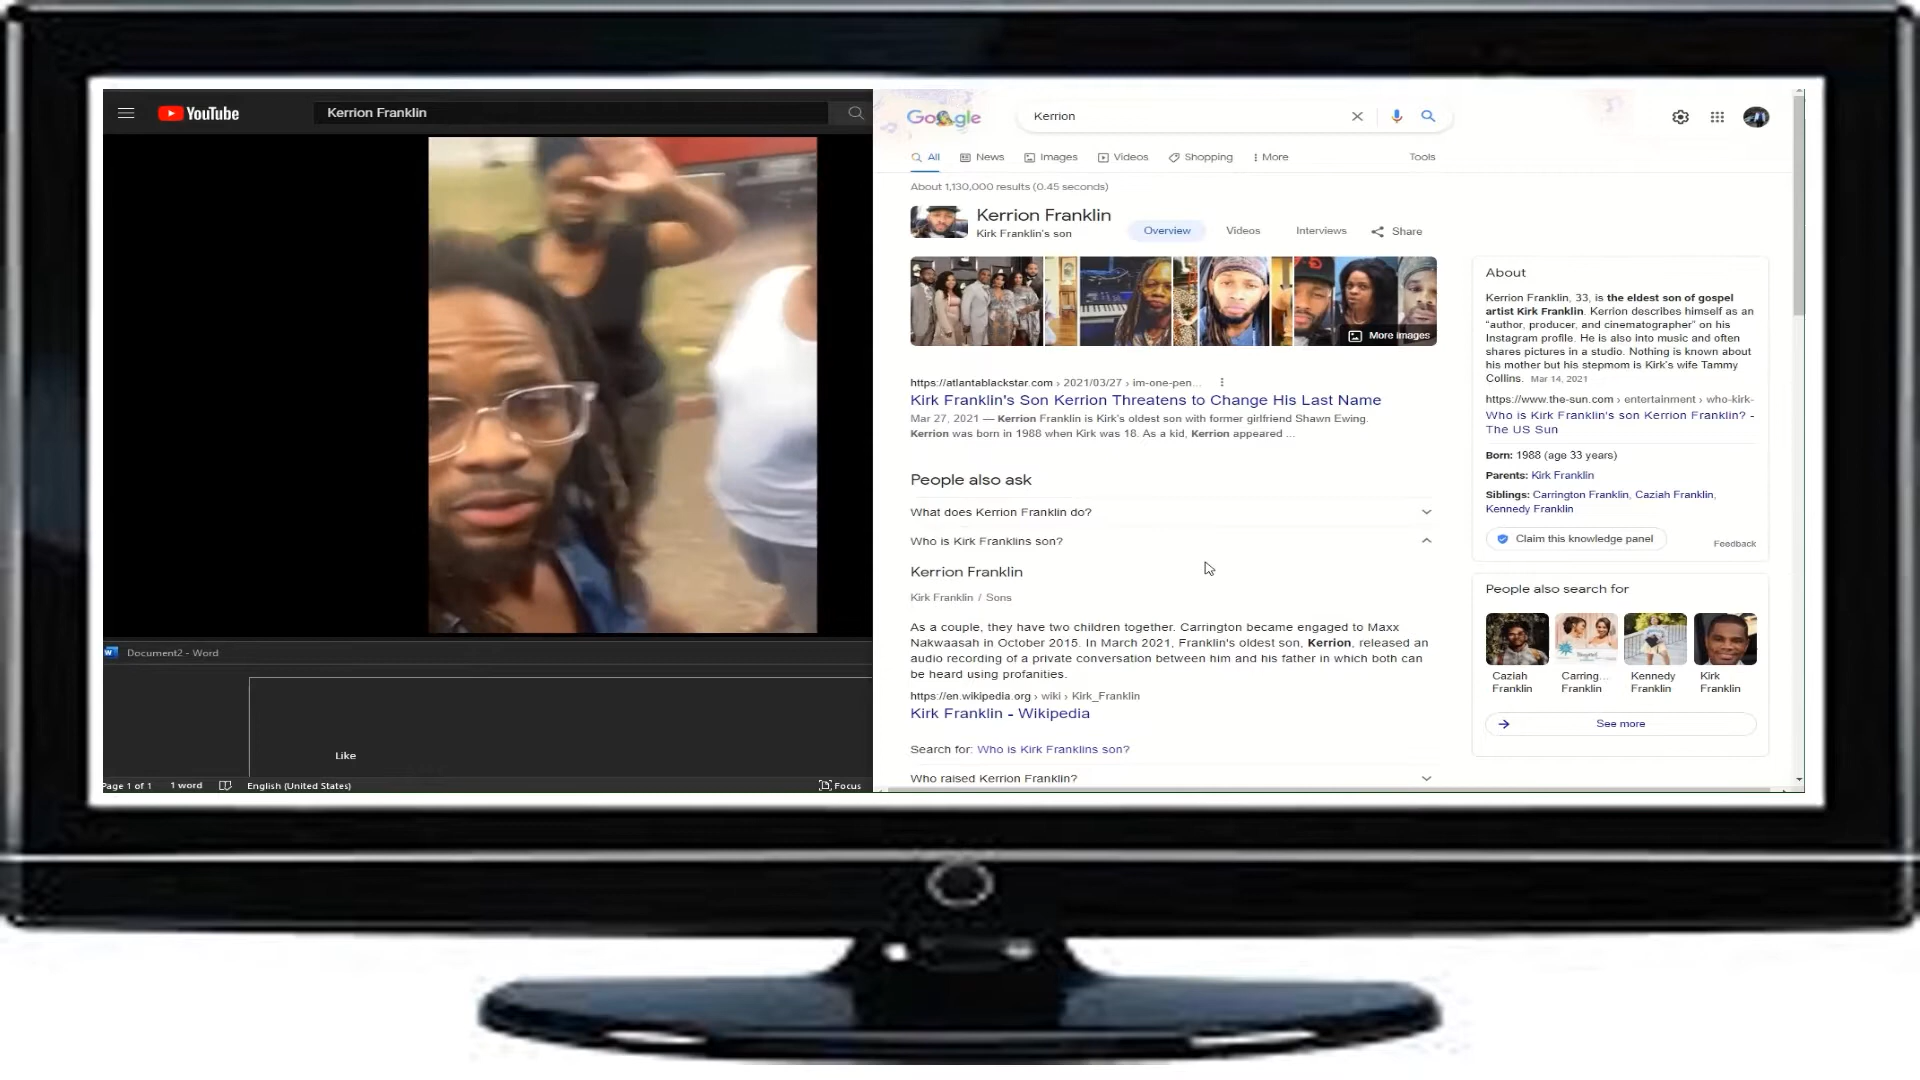 YouTube
Kerrion Franklin
Document2 - Word
Like
Page 1 of 1 1 word English (United States) Focus
Google
Kerrion
All News Images Videos Shopping More Tools
About 1,130,000 results (0.45 seconds)
Kerrion Franklin
Kirk Franklin's son
Overview Videos Interviews Share
More images
https://atlantablackstar.com › 2021/03/27 › im-one-pen...
Kirk Franklin's Son Kerrion Threatens to Change His Last Name
Mar 27, 2021 — Kerrion Franklin is Kirk's oldest son with former girlfriend Shawn Ewing.
Kerrion was born in 1988 when Kirk was 18. As a kid, Kerrion appeared ...
People also ask
What does Kerrion Franklin do?
Who is Kirk Franklins son?
Kerrion Franklin
Kirk Franklin / Sons
As a couple, they have two children together. Carrington became engaged to Maxx
Nakwaasah in October 2015. In March 2021, Franklin's oldest son, Kerrion, released an
audio recording of a private conversation between him and his father in which both can
be heard using profanities.
https://en.wikipedia.org › wiki › Kirk_Franklin
Kirk Franklin - Wikipedia
Search for: Who is Kirk Franklins son?
Who raised Kerrion Franklin?
About
Kerrion Franklin, 33, is the eldest son of gospel
artist Kirk Franklin. Kerrion describes himself as an
“author, producer, and cinematographer” on his
Instagram profile. He is also into music and often
shares pictures in a studio. Nothing is known about
his mother but his stepmom is Kirk's wife Tammy
Collins. Mar 14, 2021
https://www.the-sun.com › entertainment › who-kirk-
Who is Kirk Franklin's son Kerrion Franklin? -
The US Sun
Born: 1988 (age 33 years)
Parents: Kirk Franklin
Siblings: Carrington Franklin, Caziah Franklin,
Kennedy Franklin
Claim this knowledge panel
Feedback
People also search for
Caziah Franklin
Carring... Franklin
Kennedy Franklin
Kirk Franklin
See more